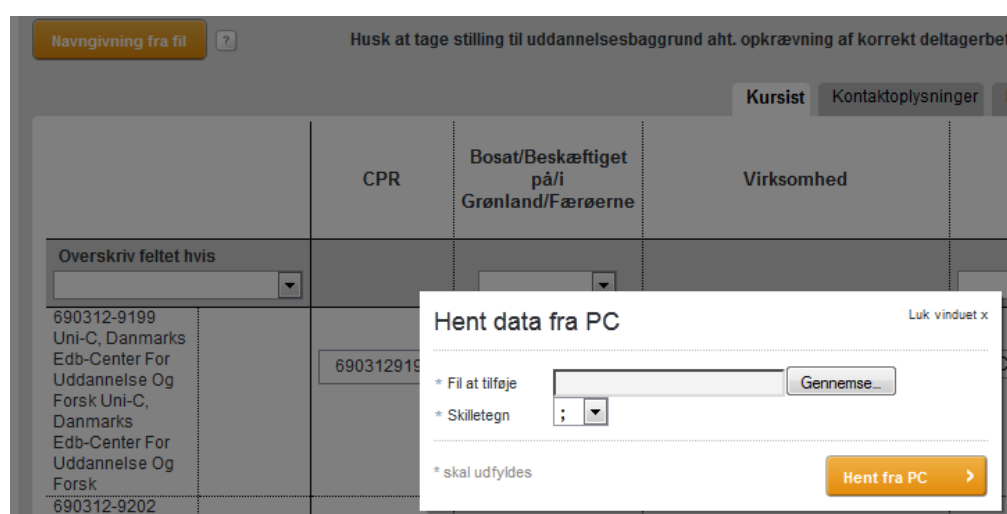 Navngivning fra fil
?
Husk at tage stilling til uddannelsesbaggrund aht. opkrævning af korrekt
Kursist
Kontaktoplysninger
CPR
Bosat/Beskæftiget
på/i
Grønland/Færøerne
Virksomhed
Overskriv feltet hvis
690312-9199
Uni-C, Danmarks
Edb-Center For
Uddannelse Og
Forsk Uni-C,
Danmarks
Edb-Center For
Uddannelse Og
Forsk
690312919
690312-9202
Hent data fra PC
Luk vinduet x
* Fil at tilføje
Gennemse...
* Skilletegn
;
* skal udfyldes
Hent fra PC